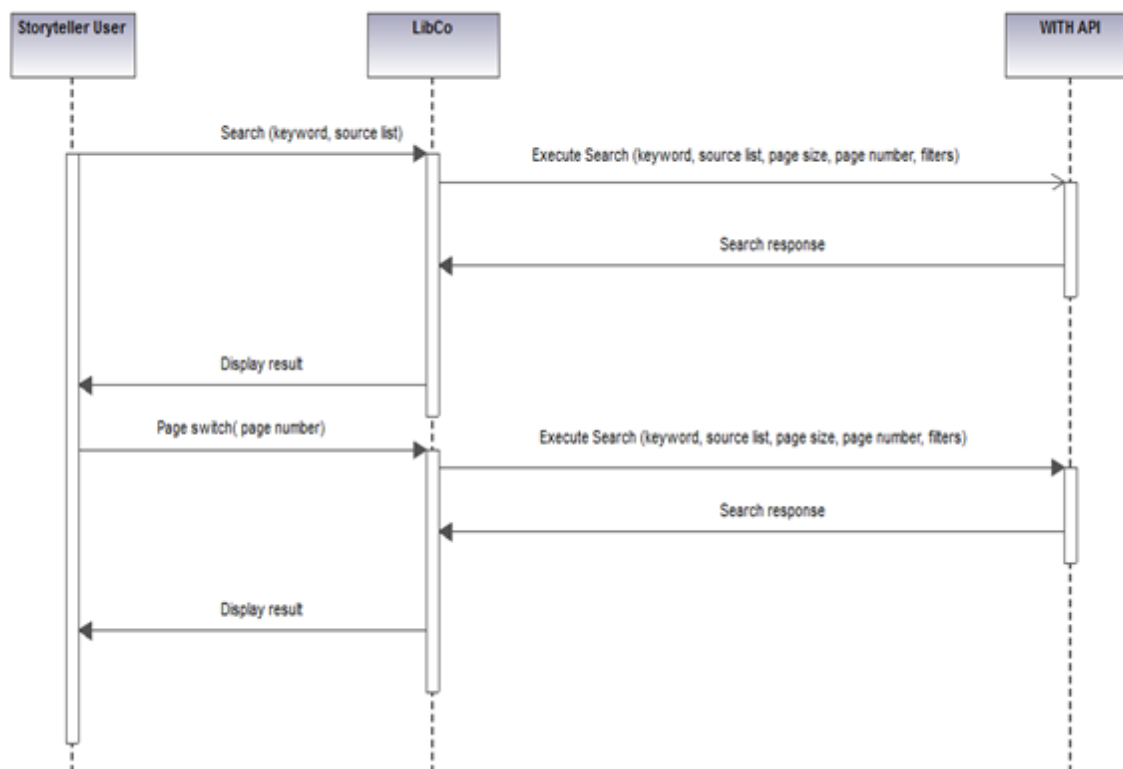 Storyteller User
LibCo
WITH API
Search (keyword, source list)
Execute Search (keyword, source list, page size, page number, filters)
Search response
Display result
Page switch( page number)
Execute Search (keyword, source list, page size, page number, filters)
Search response
Display result